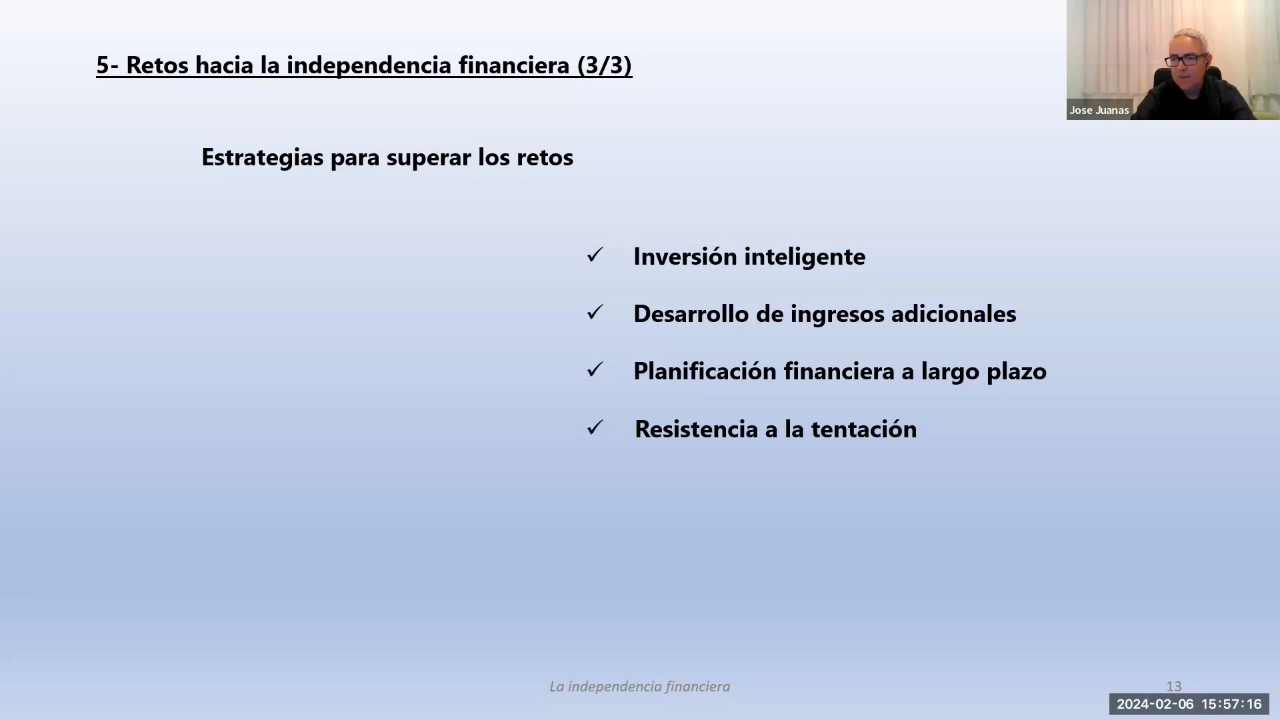 5- Retos hacia la independencia financiera (3/3)
Jose Juanas
Estrategias para superar los retos
✓ Inversión inteligente
✓ Desarrollo de ingresos adicionales
✓ Planificación financiera a largo plazo
✓ Resistencia a la tentación
La independencia financiera
13
2024-02-06 15:57:16